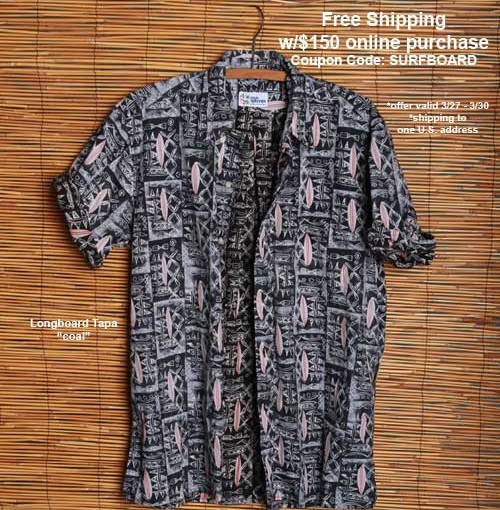 Free Shipping
w/$150 online purchase
Coupon Code: SURFBOARD
*offer valid 3/27 - 3/30
*shipping to
one U.S. address
Longboard Tapa
"coal"